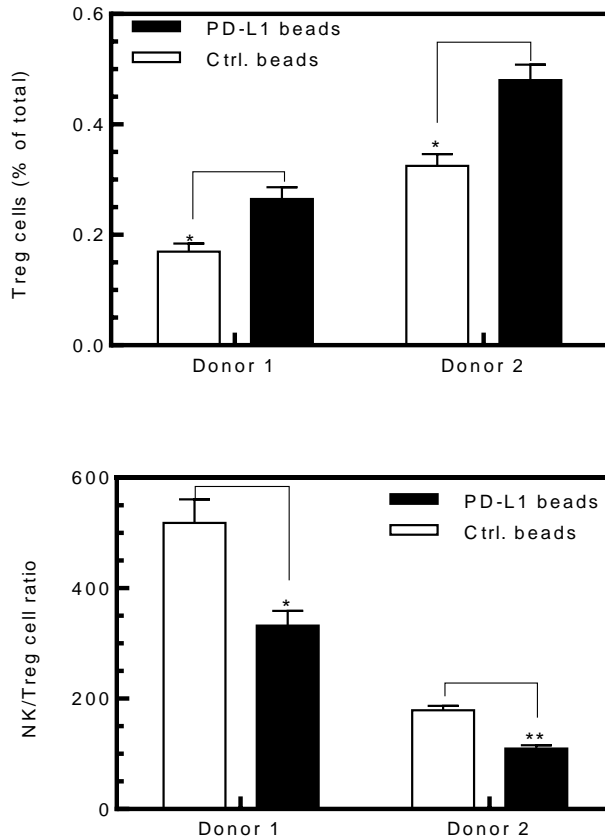 0.6
PD-L1 beads
Ctrl. beads
Treg cells (% of total)
0.4
*
*
0.2
0.0
Donor 1
Donor 2
600
PD-L1 beads
Ctrl. beads
NK/Treg cell ratio
400
*
200
**
0
Donor 1
Donor 2